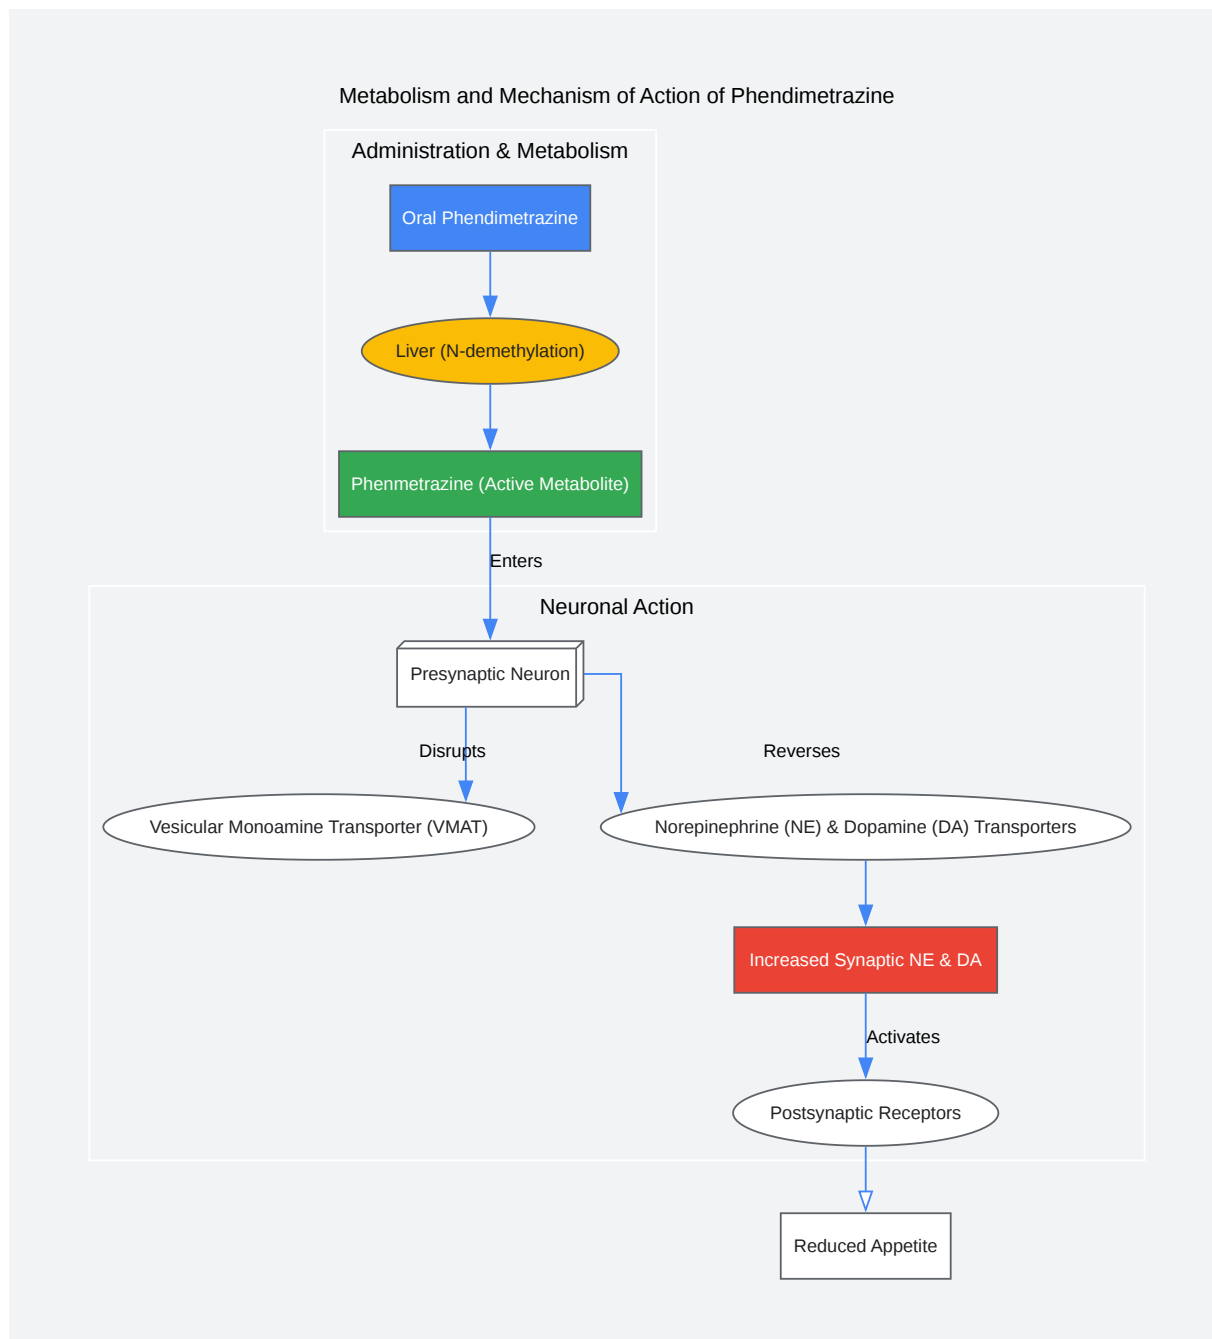 Metabolism and Mechanism of Action of Phendimetrazine
Administration & Metabolism
Oral Phendimetrazine
Liver (N-demethylation)
Phenmetrazine (Active Metabolite)
Enters
Neuronal Action
Presynaptic Neuron
Disrupts
Reverses
Vesicular Monoamine Transporter (VMAT)
Norepinephrine (NE) & Dopamine (DA) Transporters
Increased Synaptic NE & DA
Activates
Postsynaptic Receptors
Reduced Appetite